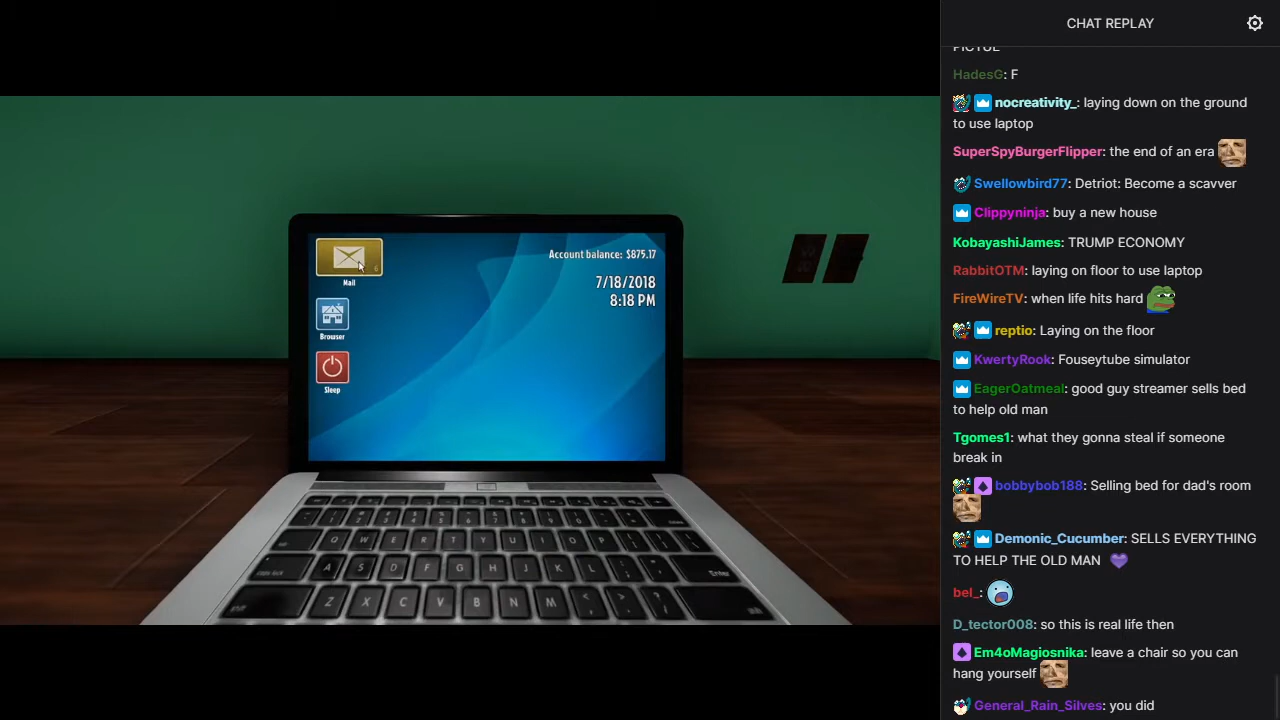 Account balance: $875.17
7/18/2018
8:18 PM
6
Mail
Browser
Sleep
Q W E R T Y U I O P
caps lock A S D F G H J K L Enter
shift Z X C V B N M
CHAT REPLAY
HadesG: F
nocreativity_: laying down on the ground
to use laptop
SuperSpyBurgerFlipper: the end of an era
Swellowbird77: Detriot: Become a scavver
Clippyninja: buy a new house
KobayashiJames: TRUMP ECONOMY
RabbitOTM: laying on floor to use laptop
FireWireTV: when life hits hard
reptio: Laying on the floor
KwertyRook: Fouseytube simulator
EagerOatmeal: good guy streamer sells bed
to help old man
Tgomes1: what they gonna steal if someone
break in
bobbybob188: Selling bed for dad's room
Demonic_Cucumber: SELLS EVERYTHING
TO HELP THE OLD MAN
bel_:
D_tector008: so this is real life then
Em4oMagiosnika: leave a chair so you can
hang yourself
General_Rain_Silves: you did